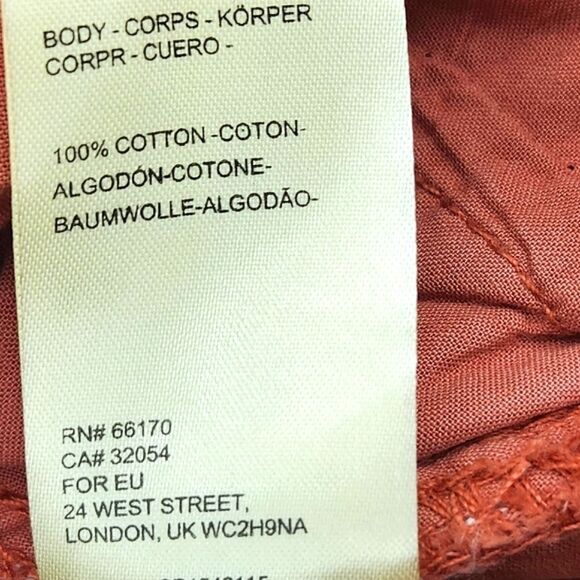 BODY - CORPS - KÖRPER
CORPR - CUERO -
100% COTTON -COTON-
ALGODÓN-COTONE-
BAUMWOLLE-ALGODÃO-
RN# 66170
CA# 32054
FOR EU
24 WEST STREET,
LONDON, UK WC2H9NA